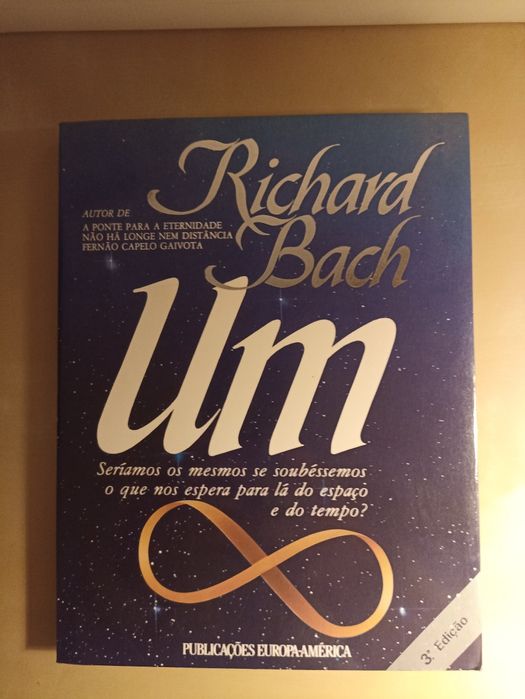 Richard
Bach
AUTOR DE
A PONTE PARA A ETERNIDADE
NÃO HÁ LONGE NEM DISTÂNCIA
FERNÃO CAPELO GAIVOTA
Um
Seríamos os mesmos se soubéssemos
o que nos espera para lá do espaço
e do tempo?
PUBLICAÇÕES EUROPA-AMÉRICA
3.ª Edição